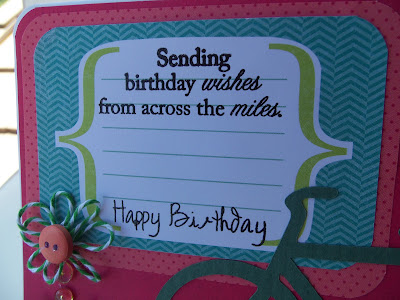 Sending
birthday wishes
from across the miles.
Happy Birthday